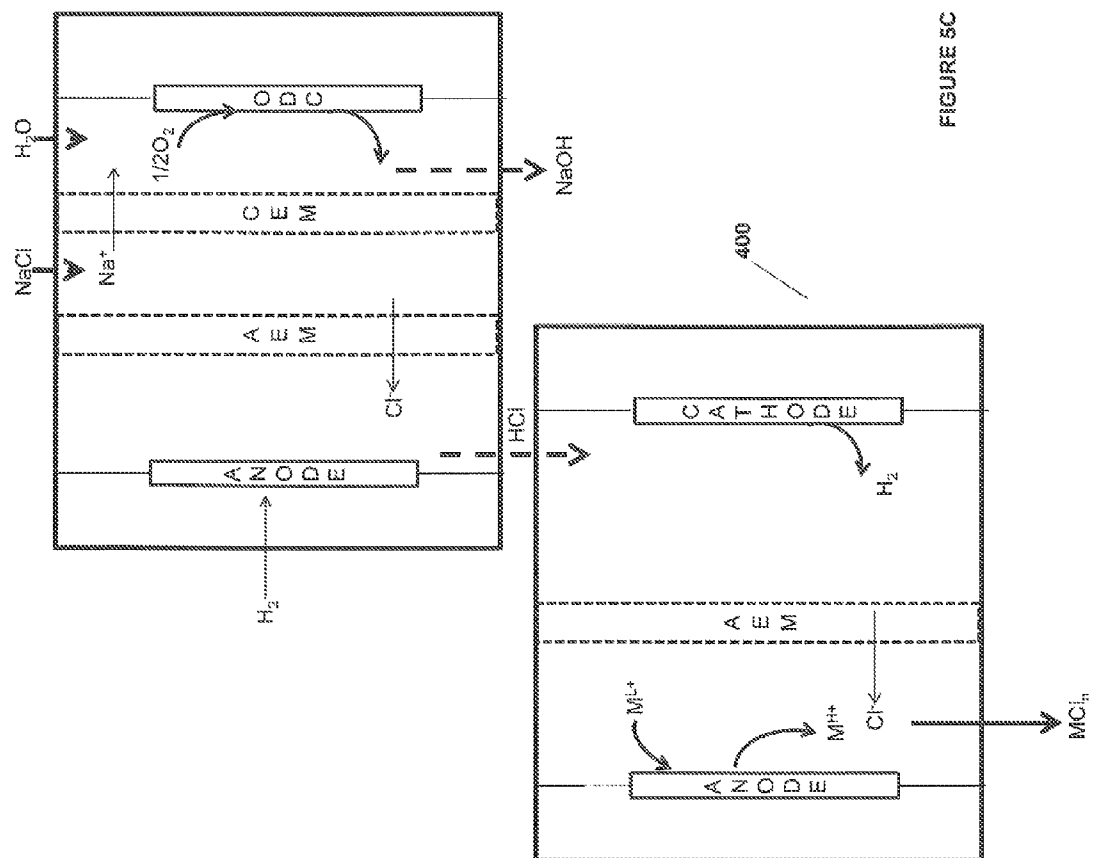 H₂O
NaCl
Na⁺
1/2O₂
ODC
CEM
AEM
Cl⁻
ANODE
H₂
NaOH
HCl
400
CATHODE
H₂
AEM
Mᴸ⁺
Mᴴ⁺
Cl⁻
ANODE
MClₙ
FIGURE 5C